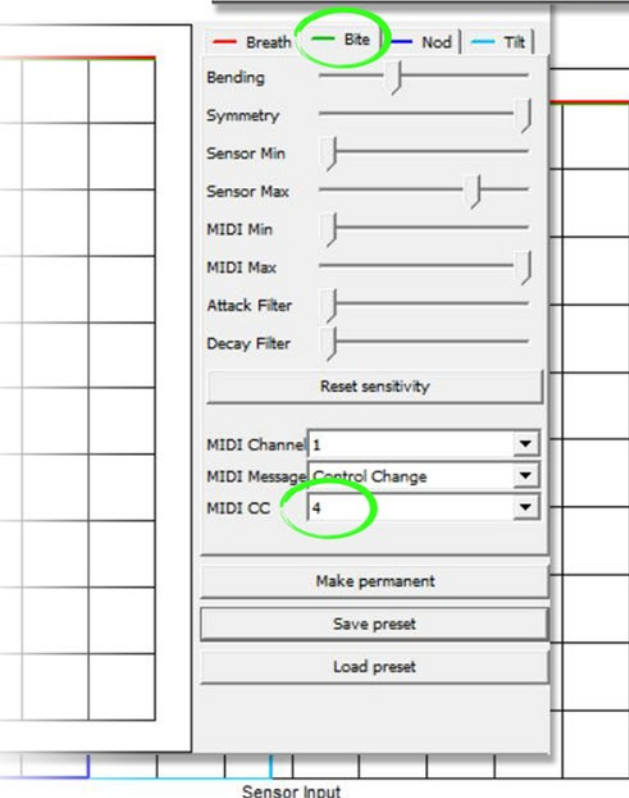 Breath Bite Nod Tilt
Bending
Symmetry
Sensor Min
Sensor Max
MIDI Min
MIDI Max
Attack Filter
Decay Filter
Reset sensitivity
MIDI Channel 1
MIDI Message Control Change
MIDI CC 4
Make permanent
Save preset
Load preset
Sensor Input